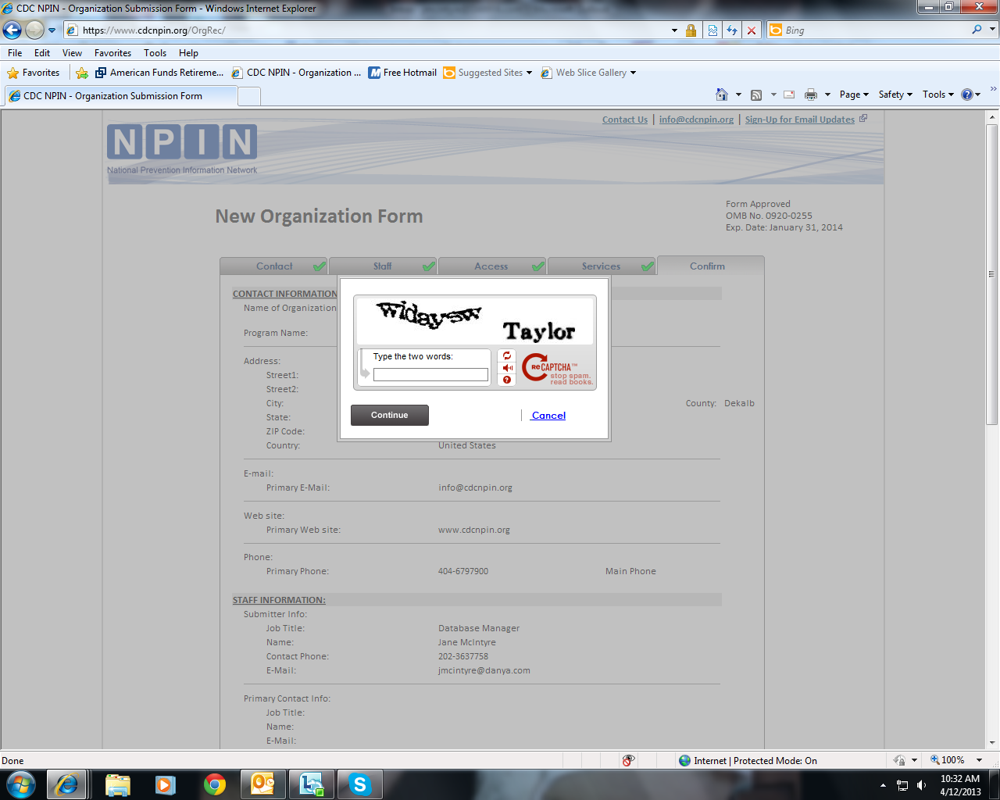 CDC NPIN - Organization Submission Form - Windows Internet Explorer
https://www.cdcnpin.org/OrgRec/
Bing
File Edit View Favorites Tools Help
Favorites American Funds Retireme... CDC NPIN - Organization ... Free Hotmail Suggested Sites Web Slice Gallery
CDC NPIN - Organization Submission Form
Page Safety Tools
Contact Us | info@cdcnpin.org | Sign-Up for Email Updates
NPIN
National Prevention Information Network
New Organization Form
Form Approved
OMB No. 0920-0255
Exp. Date: January 31, 2014
Contact Staff Access Services Confirm
CONTACT INFORMATION
Name of Organization
Program Name:
widaysw Taylor
Type the two words:
reCAPTCHA™
stop spam.
read books.
Continue | Cancel
Address:
Street1:
Street2:
City: County: Dekalb
State:
ZIP Code:
Country: United States
E-mail:
Primary E-Mail: info@cdcnpin.org
Web site:
Primary Web site: www.cdcnpin.org
Phone:
Primary Phone: 404-6797900 Main Phone
STAFF INFORMATION:
Submitter Info:
Job Title: Database Manager
Name: Jane McIntyre
Contact Phone: 202-3637758
E-Mail: jmcintyre@danya.com
Primary Contact Info:
Job Title:
Name:
E-Mail:
Done Internet | Protected Mode: On 100%
10:32 AM
4/12/2013